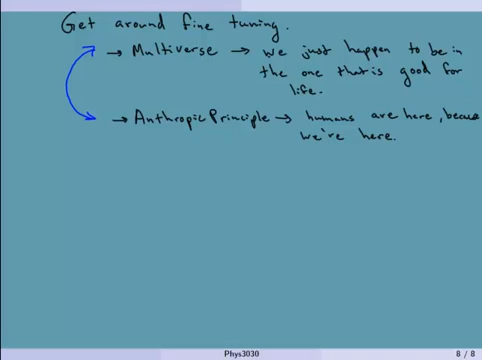 Get around fine tuning.
→ Multiverse → we just happen to be in
the one that is good for
life.
→ Anthropic Principle → humans are here, becaus
we're here.
Phys3030
8 / 8